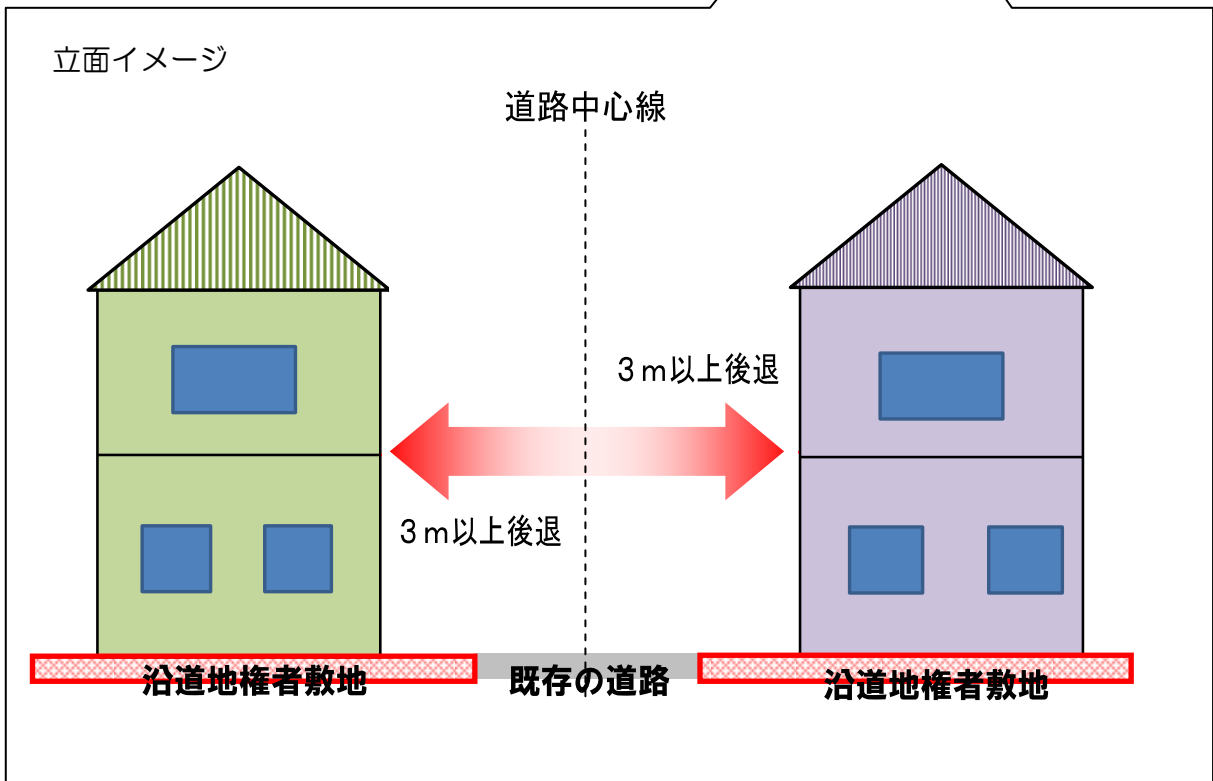 立面イメージ
道路中心線
３ｍ以上後退
３ｍ以上後退
沿道地権者敷地
既存の道路
沿道地権者敷地